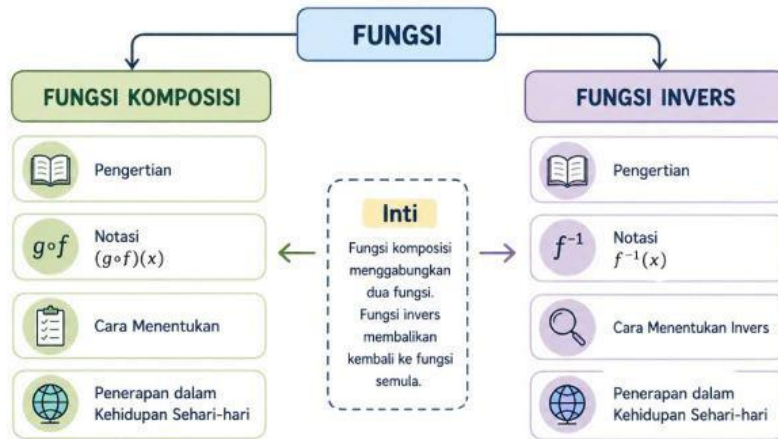 FUNGSI
FUNGSI KOMPOSISI
Pengertian
g∘f
Notasi
(g∘f)(x)
Cara Menentukan
Penerapan dalam
Kehidupan Sehari-hari
Inti
Fungsi komposisi
menggabungkan
dua fungsi.
Fungsi invers
membalikan
kembali ke fungsi
semula.
FUNGSI INVERS
Pengertian
f⁻¹
Notasi
f⁻¹(x)
Cara Menentukan Invers
Penerapan dalam
Kehidupan Sehari-hari